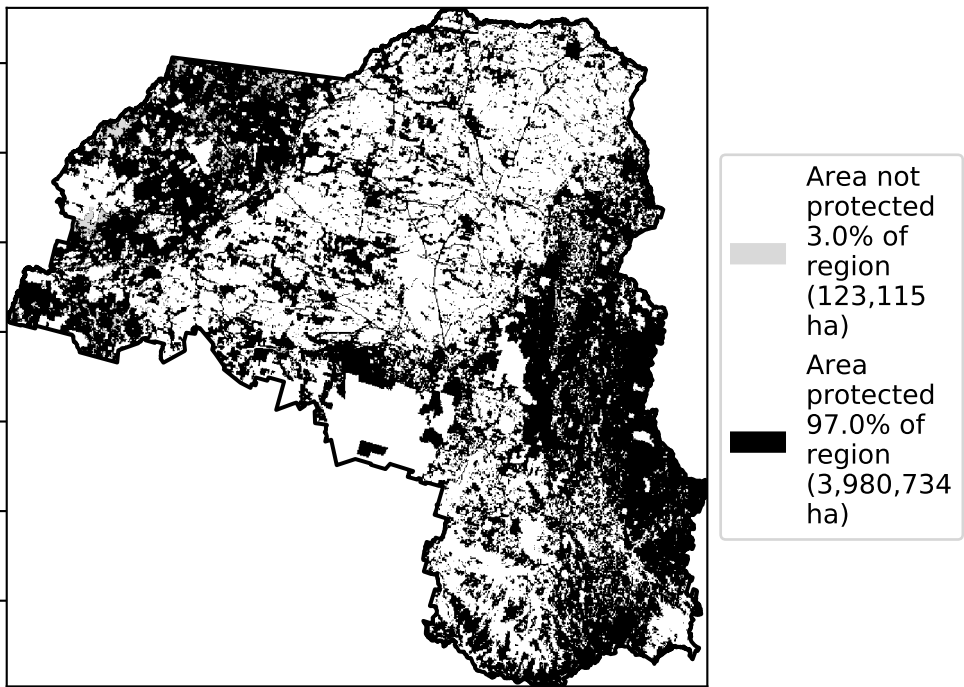 Area not
protected
3.0% of
region
(123,115
ha)
Area
protected
97.0% of
region
(3,980,734
ha)